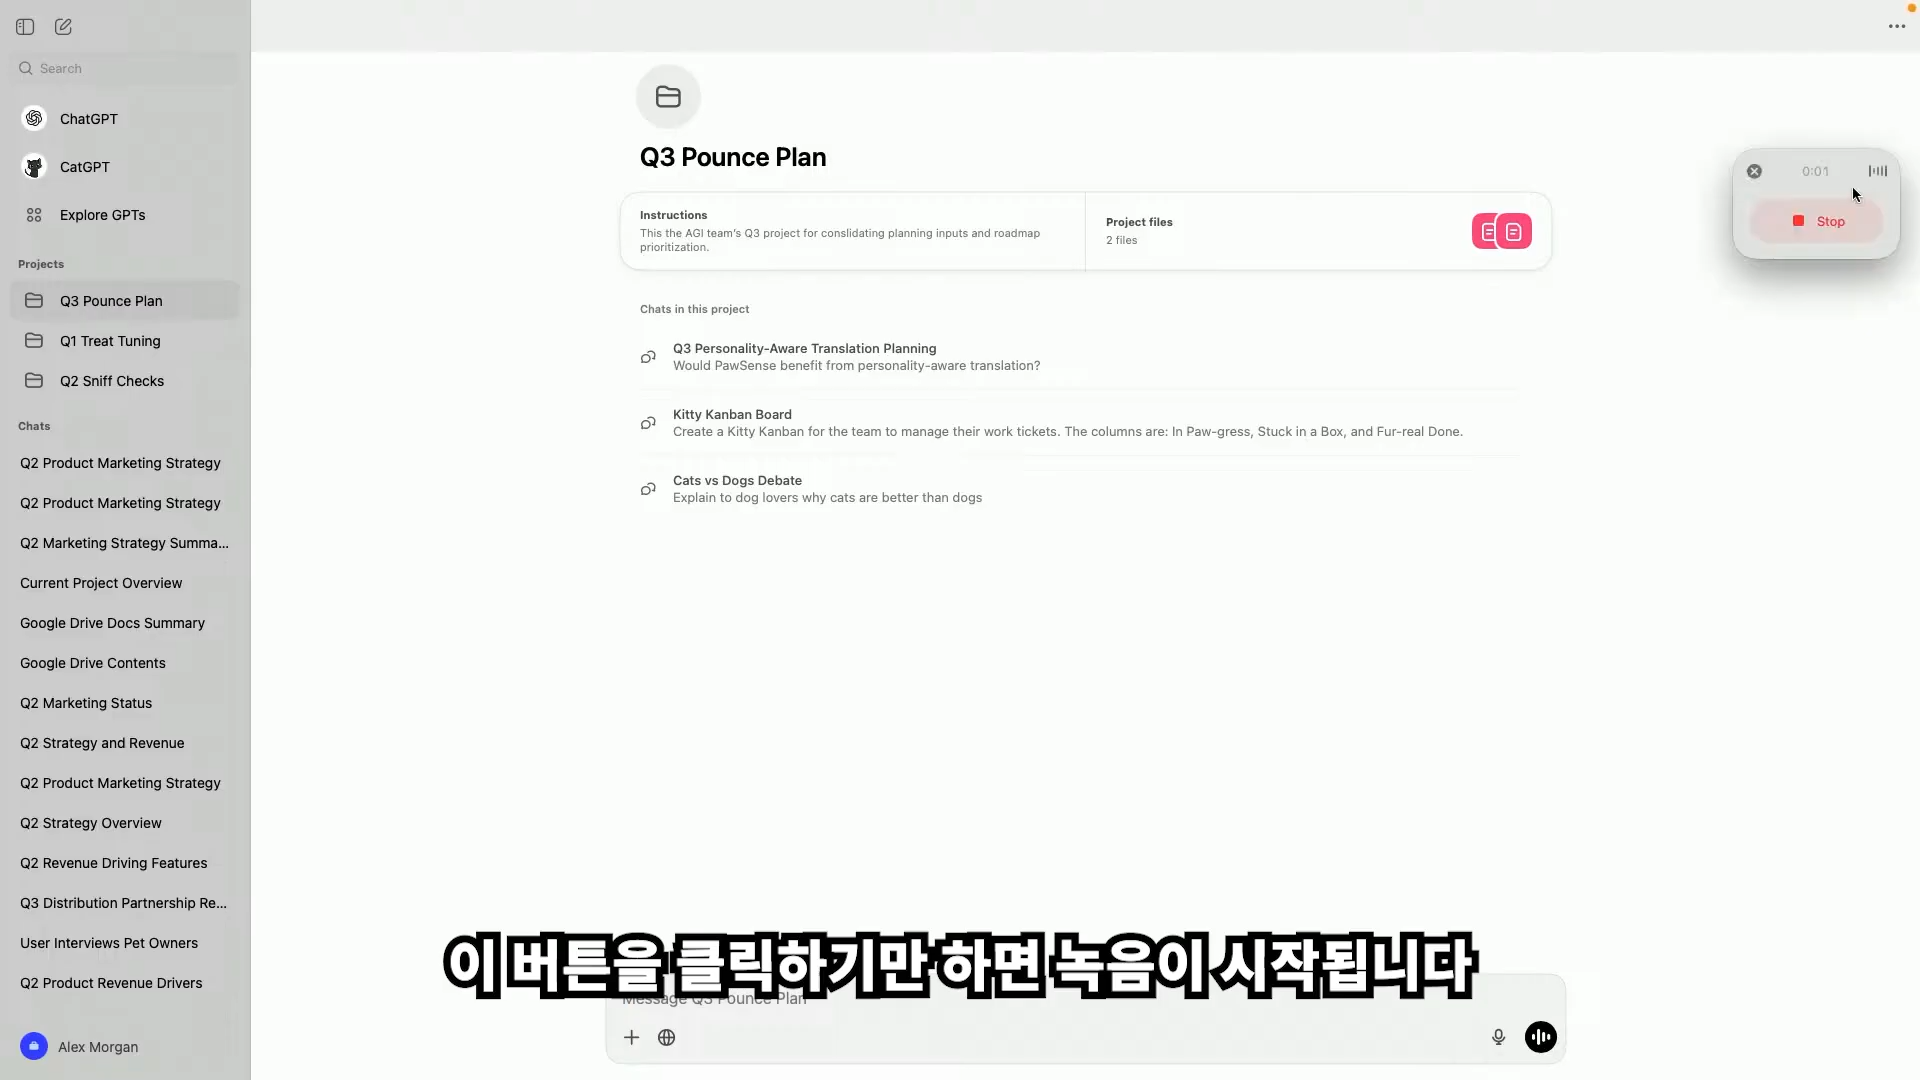 Search
ChatGPT
CatGPT
Explore GPTs
Projects
Q3 Pounce Plan
Q1 Treat Tuning
Q2 Sniff Checks
Chats
Q2 Product Marketing Strategy
Q2 Product Marketing Strategy
Q2 Marketing Strategy Summa...
Current Project Overview
Google Drive Docs Summary
Google Drive Contents
Q2 Marketing Status
Q2 Strategy and Revenue
Q2 Product Marketing Strategy
Q2 Strategy Overview
Q2 Revenue Driving Features
Q3 Distribution Partnership Re...
User Interviews Pet Owners
Q2 Product Revenue Drivers
Alex Morgan
Q3 Pounce Plan
Instructions
This the AGI team's Q3 project for conslidating planning inputs and roadmap
prioritization.
Project files
2 files
Chats in this project
Q3 Personality-Aware Translation Planning
Would PawSense benefit from personality-aware translation?
Kitty Kanban Board
Create a Kitty Kanban for the team to manage their work tickets. The columns are: In Paw-gress, Stuck in a Box, and Fur-real Done.
Cats vs Dogs Debate
Explain to dog lovers why cats are better than dogs
0:01
Stop
이 버튼을 클릭하기만 하면 녹음이 시작됩니다
Message Q3 Pounce Plan